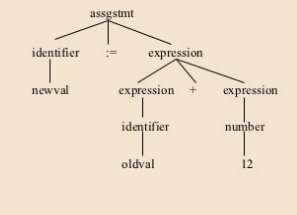 assgstmt
identifier := expression
newval expression + expression
identifier number
oldval 12